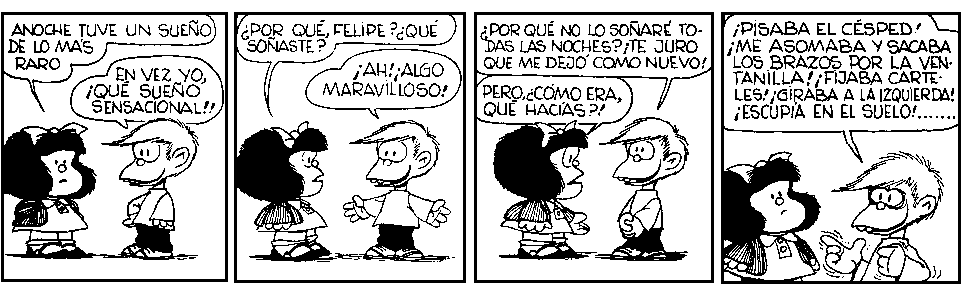 ANOCHE TUVE UN SUEÑO
DE LO MÁS
RARO
EN VEZ YO,
¡QUÉ SUEÑO
SENSACIONAL!!
¿POR QUÉ, FELIPE? ¿QUÉ
SOÑASTE?
¡AH! ¡ALGO
MARAVILLOSO!
¿POR QUÉ NO LO SOÑARÉ TO-
DAS LAS NOCHES? ¡TE JURO
QUE ME DEJÓ COMO NUEVO!
PERO, ¿CÓMO ERA,
QUÉ HACÍAS?!
¡PISABA EL CÉSPED!
¡ME ASOMABA Y SACABA
LOS BRAZOS POR LA VEN-
TANILLA! ¡FIJABA CARTE-
LES! ¡GIRABA A LA IZQUIERDA!
¡ESCUPÍA EN EL SUELO!.......